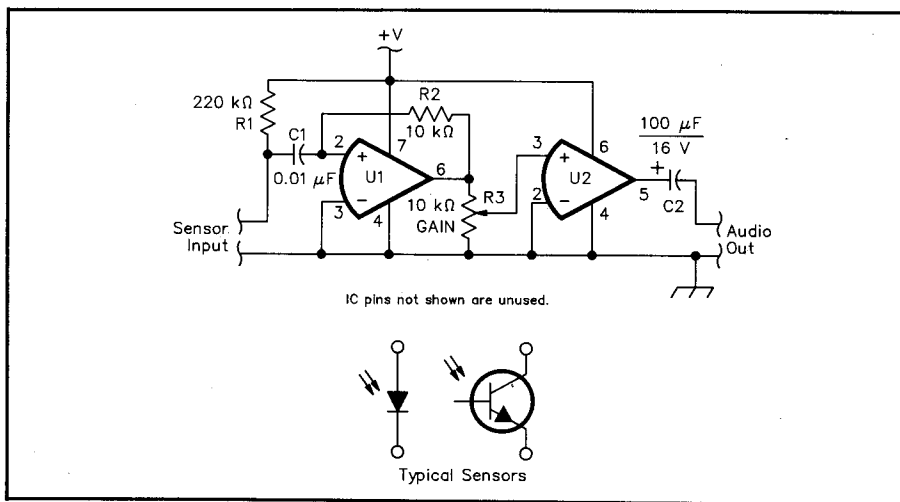 +V
220 kΩ
R1
C1
0.01 µF
R2
10 kΩ
2
+
7
U1
6
−
3
4
10 kΩ
R3
GAIN
3
+
6
U2
2
−
4
5
100 µF
16 V
+
C2
Sensor
Input
Audio
Out
IC pins not shown are unused.
Typical Sensors